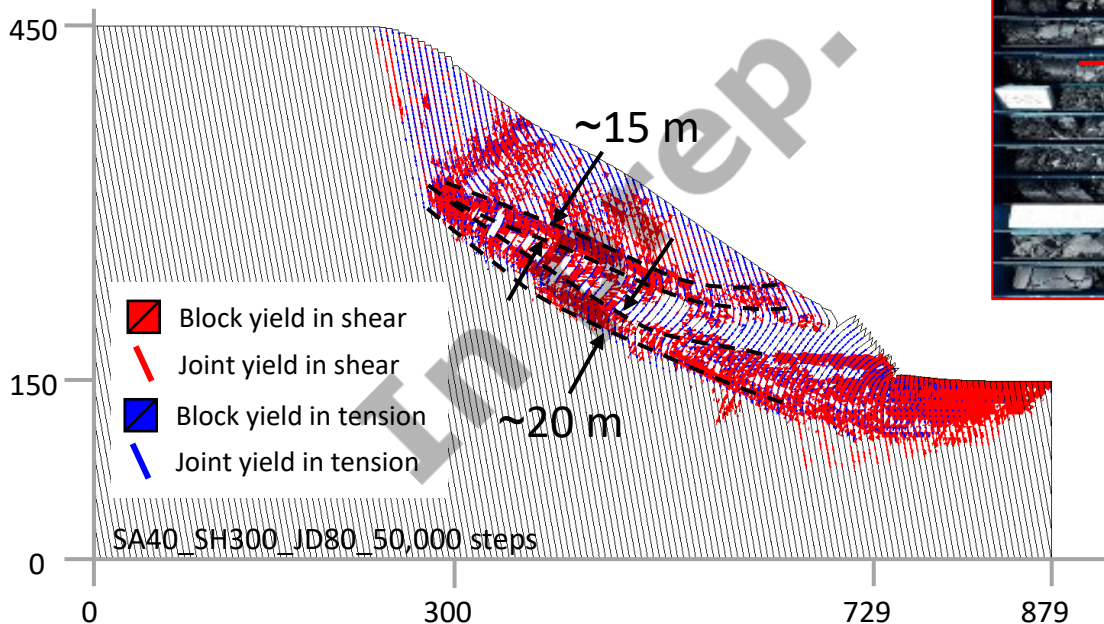 450
~15 m
In Prep.
Block yield in shear
Joint yield in shear
150
Block yield in tension
~20 m
Joint yield in tension
SA40_SH300_JD80_50,000 steps
0
0
300
729
879